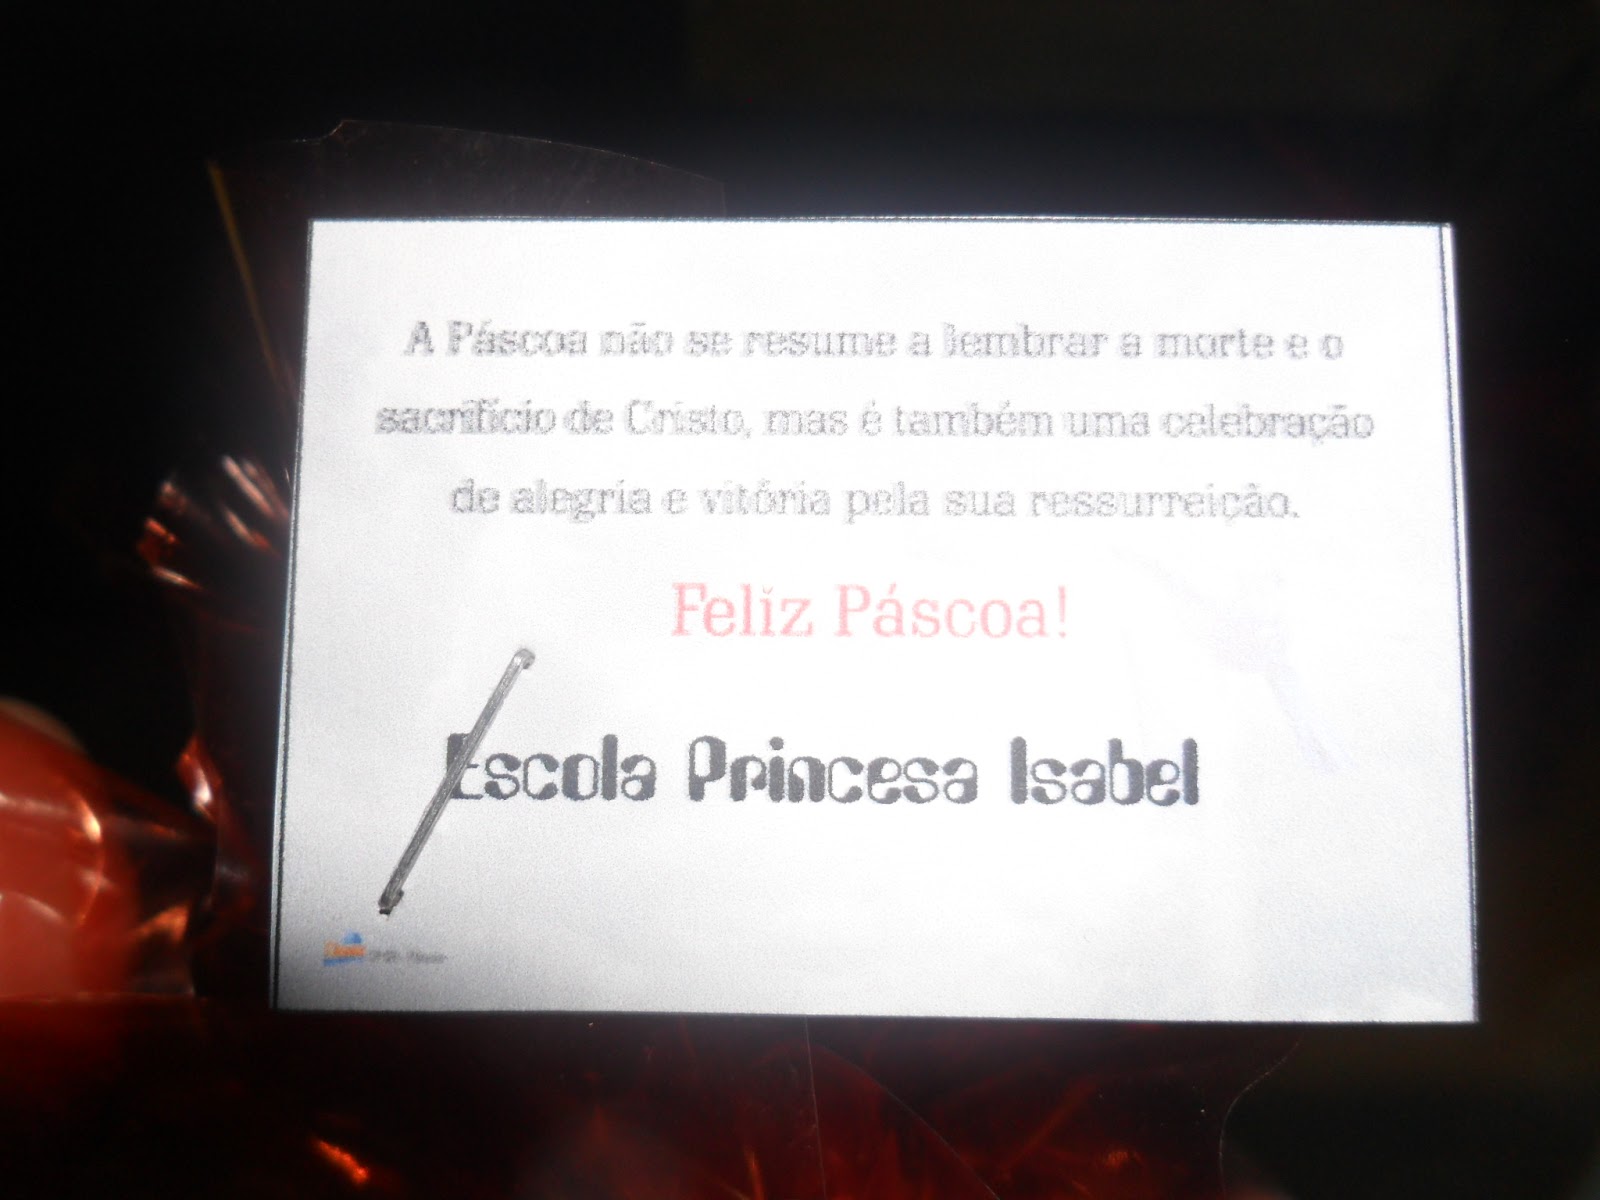 A Páscoa não se resume a lembrar a morte e o
sacrifício de Cristo, mas é também uma celebração
de alegria e vitória pela sua ressurreição.
Feliz Páscoa!
Escola Princesa Isabel